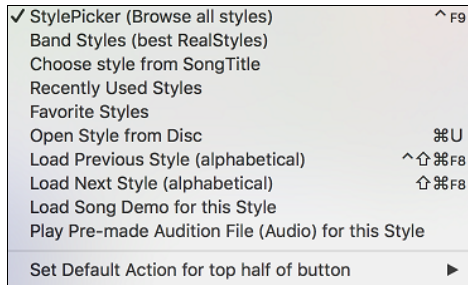 ✓ StylePicker (Browse all styles) ^ F9
Band Styles (best RealStyles)
Choose style from SongTitle
Recently Used Styles
Favorite Styles
Open Style from Disc ⌘U
Load Previous Style (alphabetical) ^⇧⌘F8
Load Next Style (alphabetical) ⇧⌘F8
Load Song Demo for this Style
Play Pre-made Audition File (Audio) for this Style
Set Default Action for top half of button ▶